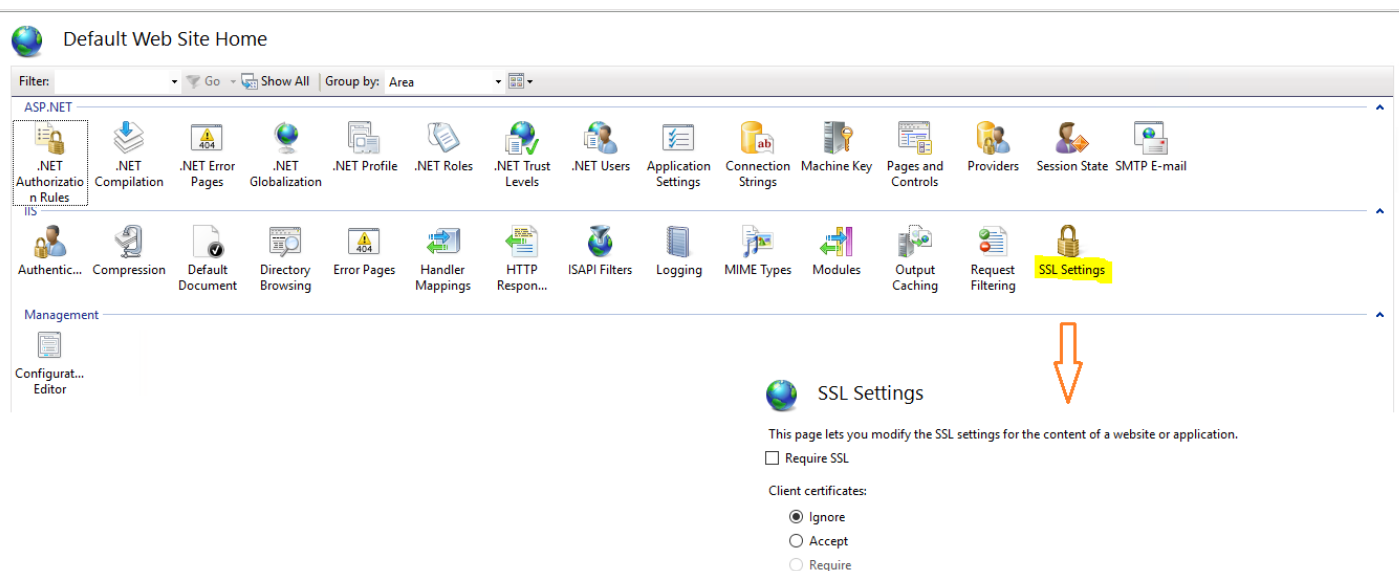 Default Web Site Home
Filter:
Go
Show All
Group by: Area
ASP.NET
.NET Authorizatio n Rules
.NET Compilation
.NET Error Pages
.NET Globalization
.NET Profile
.NET Roles
.NET Trust Levels
.NET Users
Application Settings
Connection Strings
Machine Key
Pages and Controls
Providers
Session State
SMTP E-mail
IIS
Authentic...
Compression
Default Document
Directory Browsing
Error Pages
Handler Mappings
HTTP Respon...
ISAPI Filters
Logging
MIME Types
Modules
Output Caching
Request Filtering
SSL Settings
Management
Configurat... Editor
SSL Settings
This page lets you modify the SSL settings for the content of a website or application.
Require SSL
Client certificates:
Ignore
Accept
Require
404
ab
404